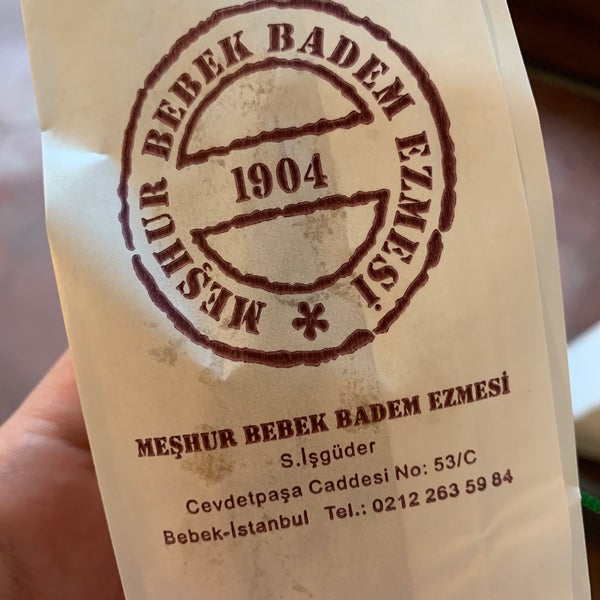 MEŞHUR BEBEK BADEM EZMESİ
1904
MEŞHUR BEBEK BADEM EZMESİ
S.İşgüder
Cevdetpaşa Caddesi No: 53/C
Bebek-İstanbul Tel.: 0212 263 59 84